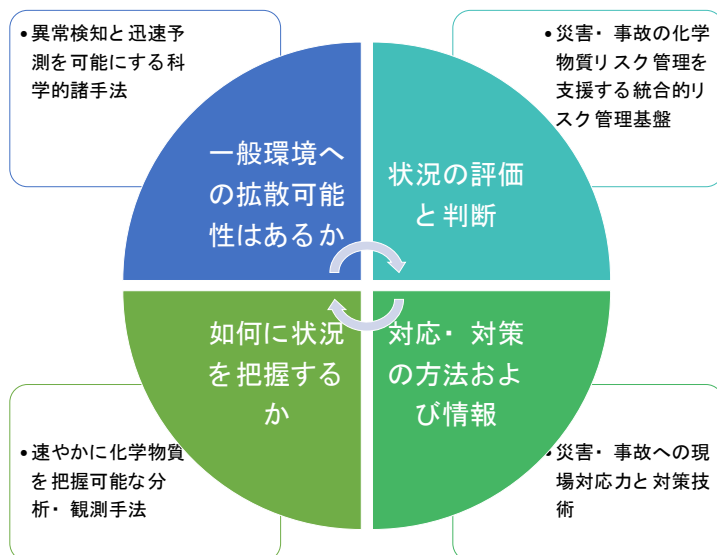 •異常検知と迅速予
測を可能にする科
学的諸手法
•災害・事故の化学
物質リスク管理を
支援する統合的リ
スク管理基盤
一般環境へ
の拡散可能
性はあるか
状況の評価
と判断
如何に状況
を把握する
か
対応・対策
の方法およ
び情報
•速やかに化学物質
を把握可能な分
析・観測手法
•災害・事故への現
場対応力と対策技
術